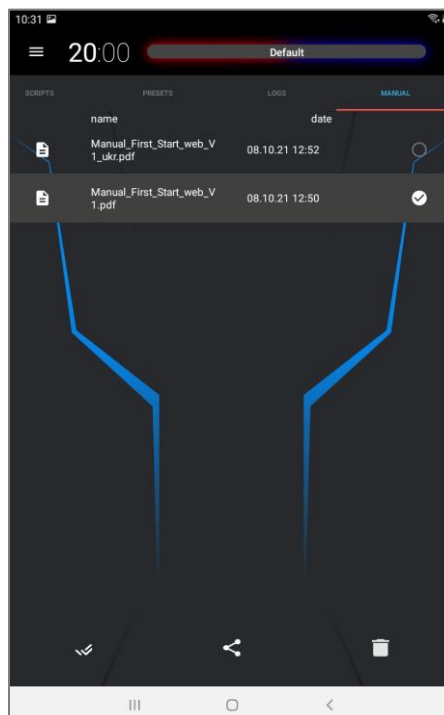 10:31
20:00 Default
SCRIPTS PRESETS LOGS MANUAL
name date
Manual_First_Start_web_V
1_ukr.pdf
08.10.21 12:52
Manual_First_Start_web_V
1.pdf
08.10.21 12:50